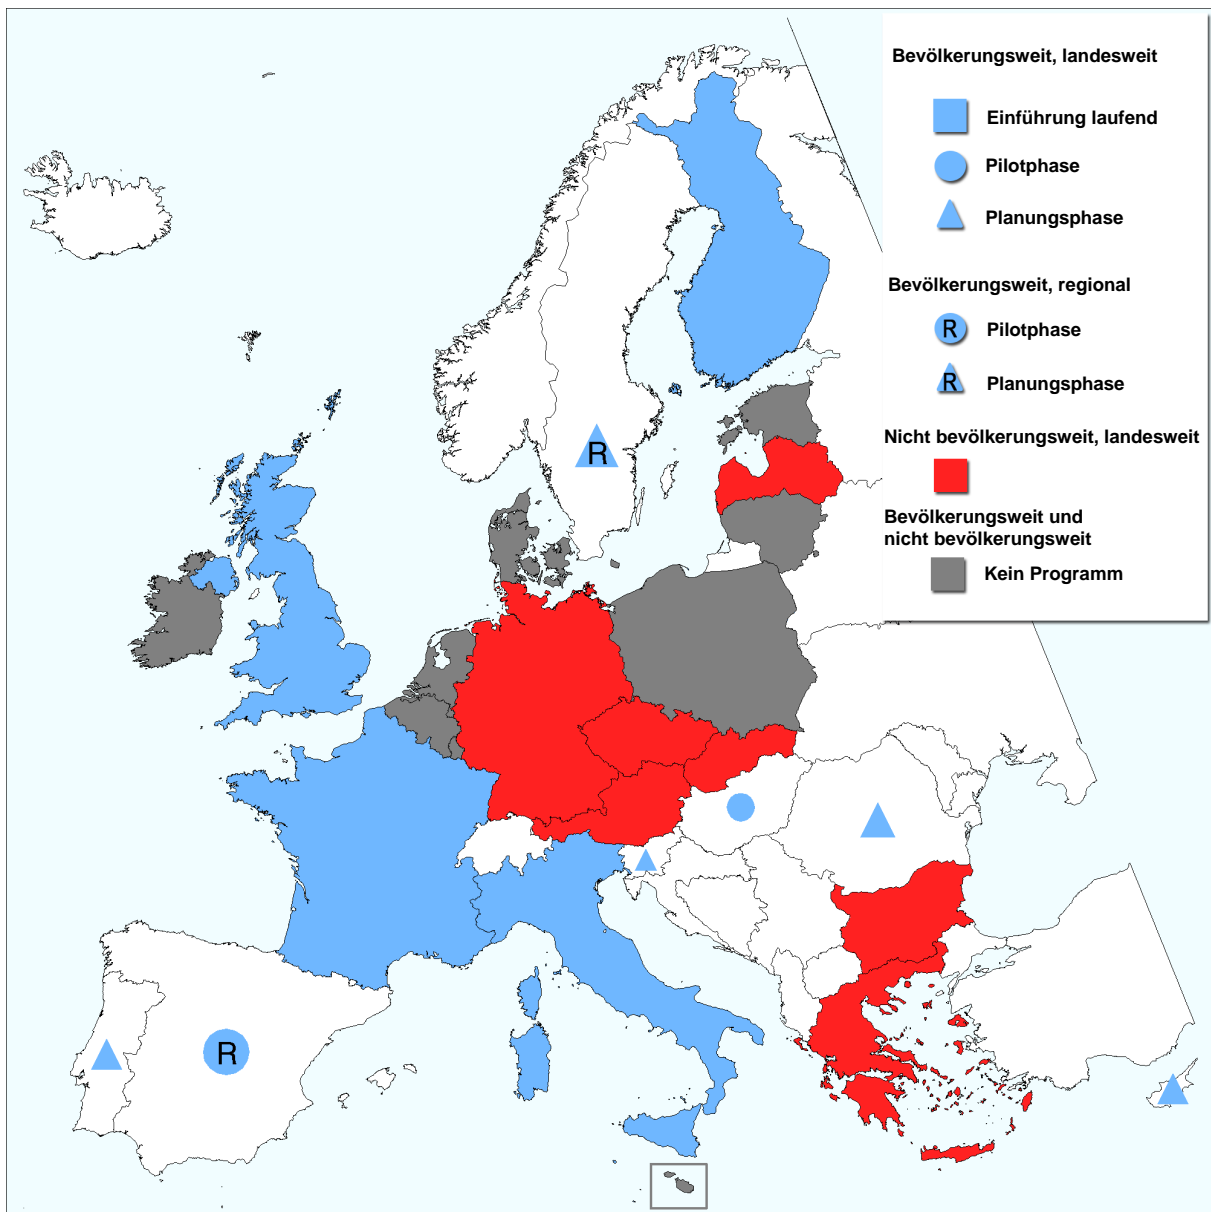 Bevölkerungsweit, landesweit
Einführung laufend
Pilotphase
Planungsphase
Bevölkerungsweit, regional
R Pilotphase
R Planungsphase
Nicht bevölkerungsweit, landesweit
Bevölkerungsweit und
nicht bevölkerungsweit
Kein Programm
R
R